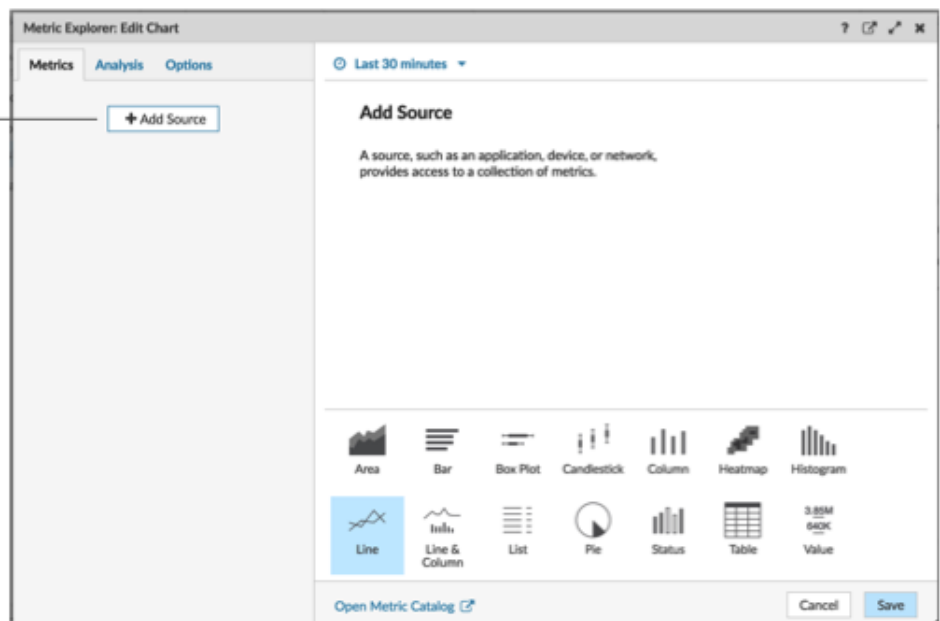 Metric Explorer: Edit Chart
?
Metrics Analysis Options
Last 30 minutes
+ Add Source
Add Source
A source, such as an application, device, or network,
provides access to a collection of metrics.
Area Bar Box Plot Candlestick Column Heatmap Histogram
3.85M
640K
Line Line & Column List Pie Status Table Value
Open Metric Catalog
Cancel Save